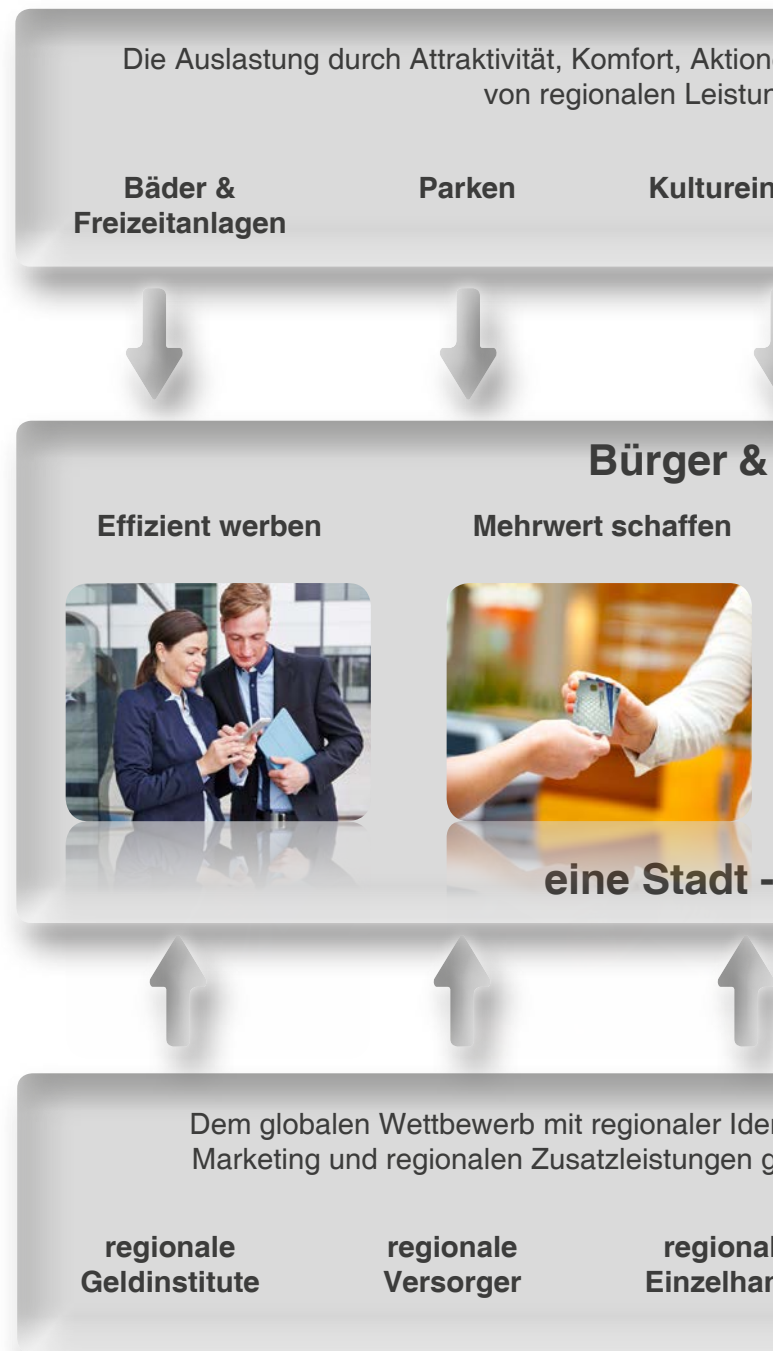 Die Auslastung durch Attraktivität, Komfort, Aktion
von regionalen Leistun
Bäder &
Freizeitanlagen
Parken
Kulturein
Bürger &
Effizient werben
Mehrwert schaffen
eine Stadt -
Dem globalen Wettbewerb mit regionaler Iden
Marketing und regionalen Zusatzleistungen g
regionale
Geldinstitute
regionale
Versorger
regional
Einzelhan